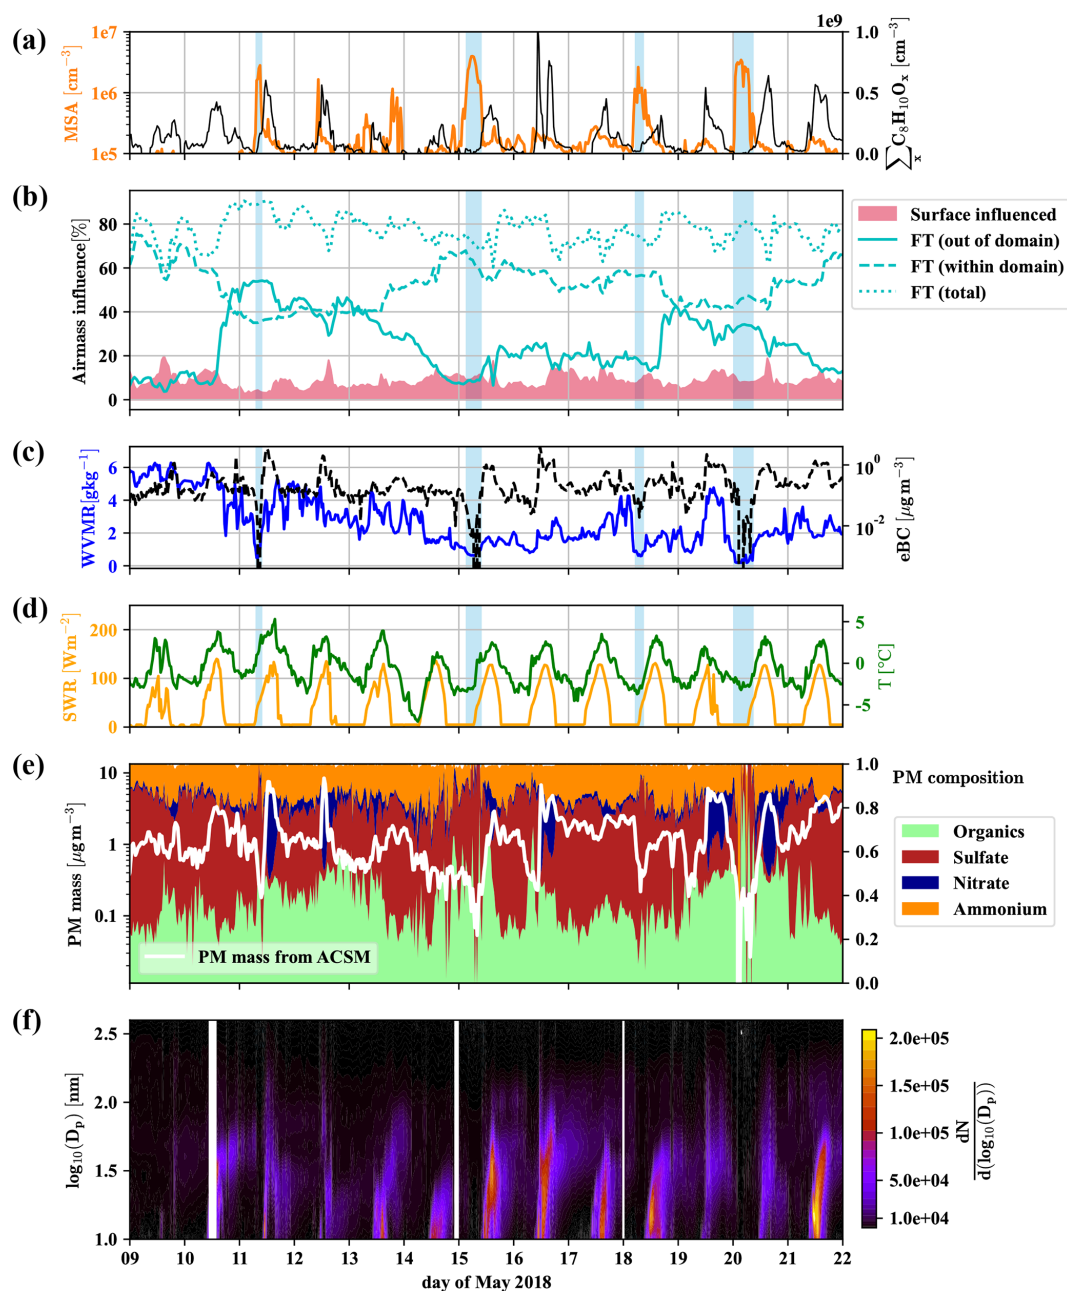 (a)
1e7
1e6
1e5
MSA [cm⁻³]
1e9
1.0
0.5
0.0
∑ₓ C₈H₁₀Oₓ [cm⁻³]
(b)
80
60
40
20
0
Airmass influence[%]
Surface influenced
FT (out of domain)
FT (within domain)
FT (total)
(c)
6
4
2
0
WVMR[gkg⁻¹]
10⁰
10⁻²
eBC [μg m⁻³]
(d)
200
100
0
SWR [Wm⁻²]
5
0
-5
T [°C]
(e)
10
1
0.1
PM mass [μgm⁻³]
1.0
0.8
0.6
0.4
0.2
0.0
PM mass from ACSM
PM composition
Organics
Sulfate
Nitrate
Ammonium
(f)
2.5
2.0
1.5
1.0
log₁₀(Dₚ) [nm]
09 10 11 12 13 14 15 16 17 18 19 20 21 22
day of May 2018
2.0e+05
1.5e+05
1.0e+05
5.0e+04
1.0e+04
dN
d(log₁₀(Dₚ))